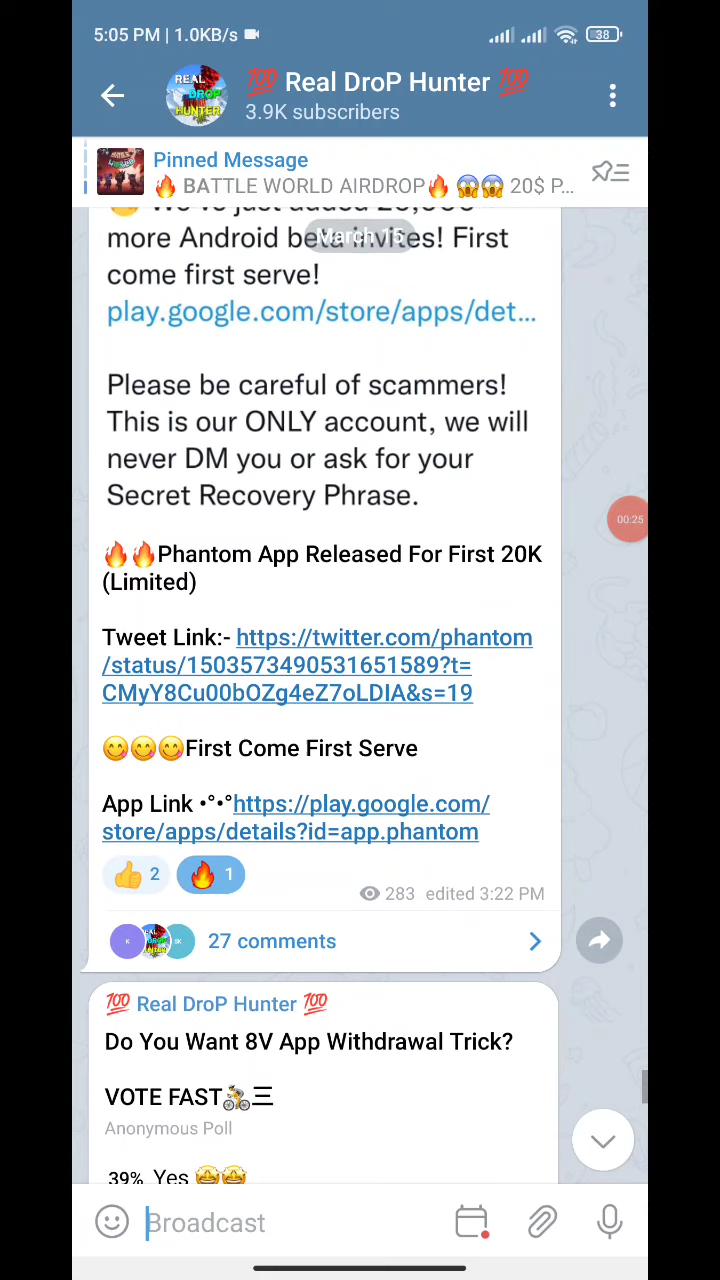 5:05 PM | 1.0KB/s
38
💯 Real DroP Hunter 💯
3.9K subscribers
REAL
DROP
HUNTER
Pinned Message
🔥 BATTLE WORLD AIRDROP🔥 😱😱 20$ P...
March 15
more Android beta invites! First
come first serve!
play.google.com/store/apps/det...
Please be careful of scammers!
This is our ONLY account, we will
never DM you or ask for your
Secret Recovery Phrase.
00:25
🔥🔥Phantom App Released For First 20K
(Limited)
Tweet Link:- https://twitter.com/phantom
/status/1503573490531651589?t=
CMyY8Cu00bOZg4eZ7oLDIA&s=19
😋😋😋First Come First Serve
App Link •°•°https://play.google.com/
store/apps/details?id=app.phantom
👍 2 🔥 1
283 edited 3:22 PM
27 comments
💯 Real DroP Hunter 💯
Do You Want 8V App Withdrawal Trick?
VOTE FAST🚴三
Anonymous Poll
39% Yes 🤩🤩
Broadcast